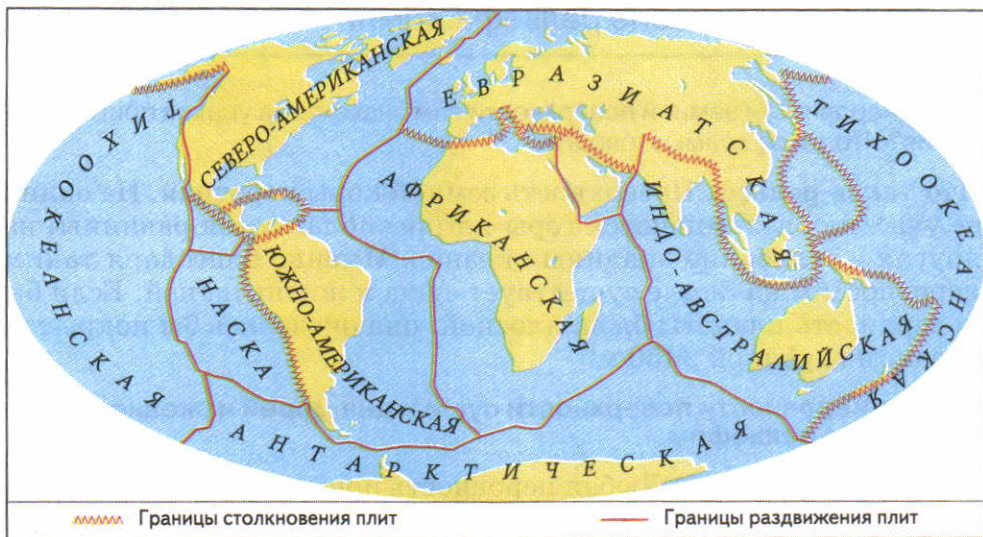 ТИХООКЕАНСКАЯ
СЕВЕРО-АМЕРИКАНСКАЯ
ЕВРАЗИАТСКАЯ
ТИХООКЕАНСКАЯ
АФРИКАНСКАЯ
ИНДО-АВСТРАЛИЙСКАЯ
НАСКА
ЮЖНО-АМЕРИКАНСКАЯ
АНТАРКТИЧЕСКАЯ
Границы столкновения плит
Границы раздвижения плит